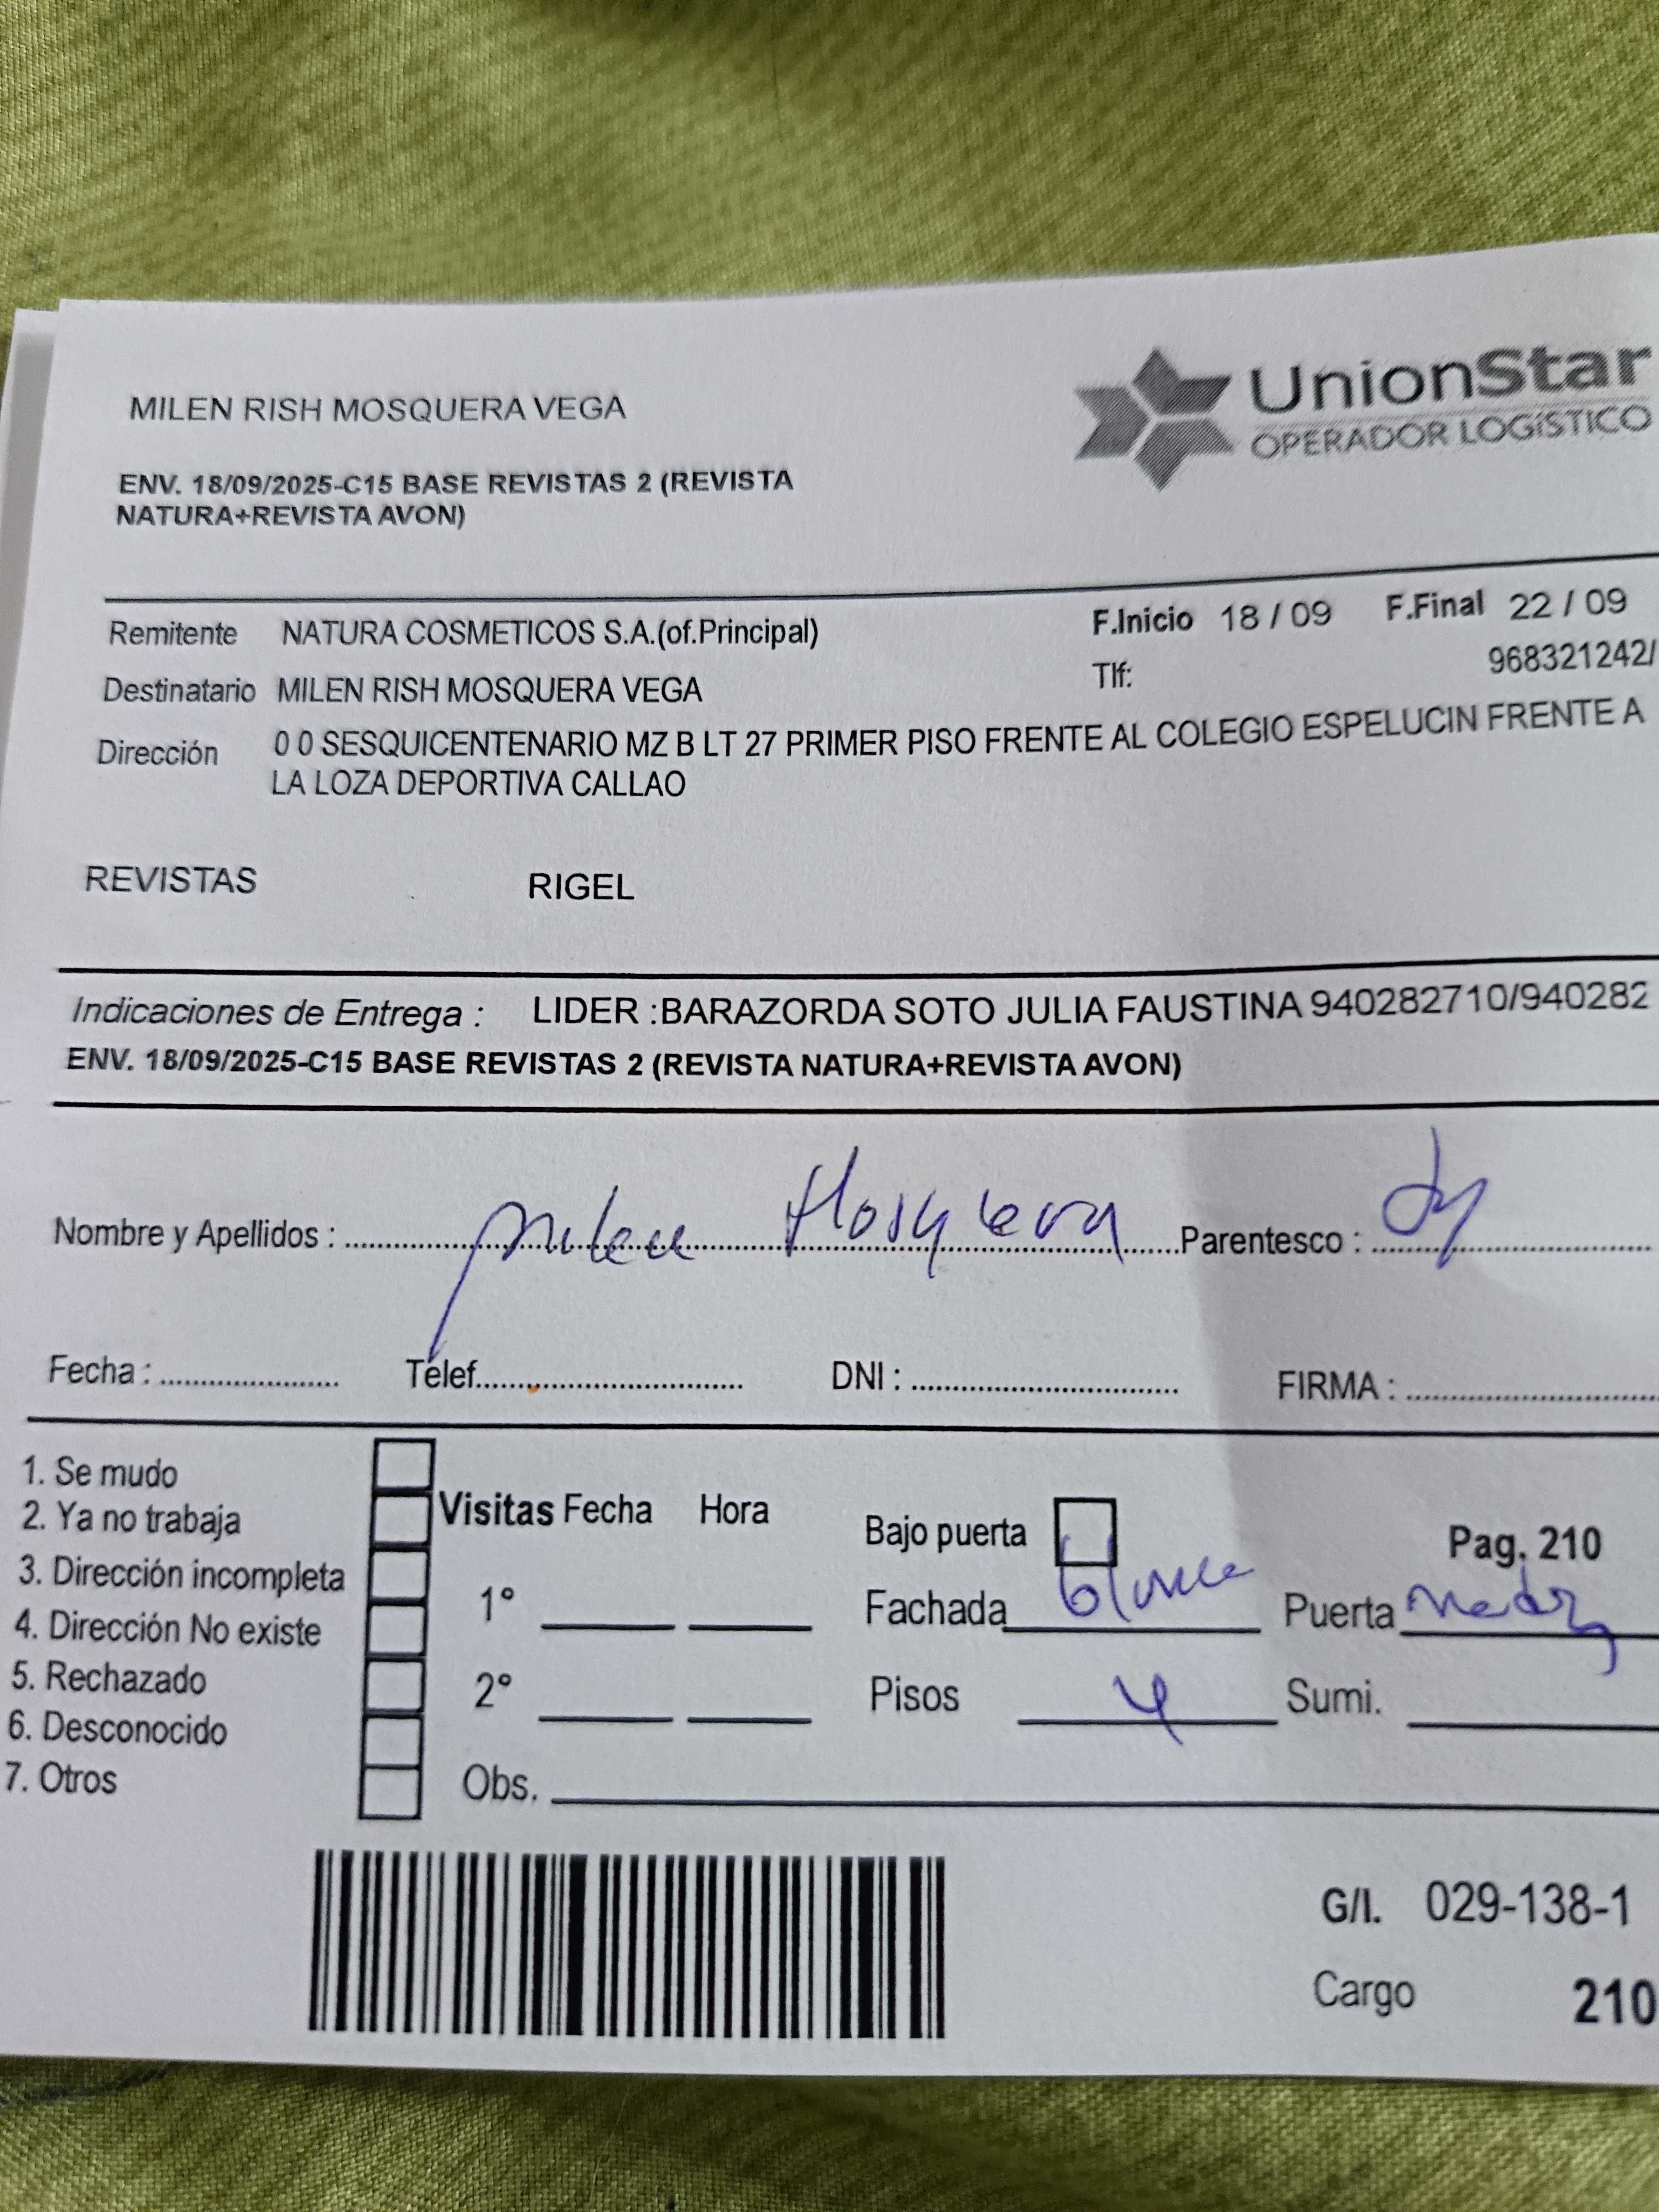 MILEN RISH MOSQUERA VEGA
UnionStar
OPERADOR LOGÍSTICO
ENV. 18/09/2025-C15 BASE REVISTAS 2 (REVISTA
NATURA+REVISTA AVON)
Remitente NATURA COSMETICOS S.A.(of.Principal) F.Inicio 18 / 09 F.Final 22 / 09
Destinatario MILEN RISH MOSQUERA VEGA Tlf: 968321242/
Dirección 0 0 SESQUICENTENARIO MZ B LT 27 PRIMER PISO FRENTE AL COLEGIO ESPELUCIN FRENTE A
LA LOZA DEPORTIVA CALLAO
REVISTAS RIGEL
Indicaciones de Entrega : LIDER :BARAZORDA SOTO JULIA FAUSTINA 940282710/940282
ENV. 18/09/2025-C15 BASE REVISTAS 2 (REVISTA NATURA+REVISTA AVON)
Nombre y Apellidos : Milen Mosquera Parentesco :
Fecha : Télef. DNI : FIRMA :
1. Se mudo
2. Ya no trabaja
3. Dirección incompleta
4. Dirección No existe
5. Rechazado
6. Desconocido
7. Otros
Visitas Fecha Hora
1°
2°
Obs.
Bajo puerta Pag. 210
Fachada blanca Puerta
Pisos 4 Sumi.
G/I. 029-138-1
Cargo 210